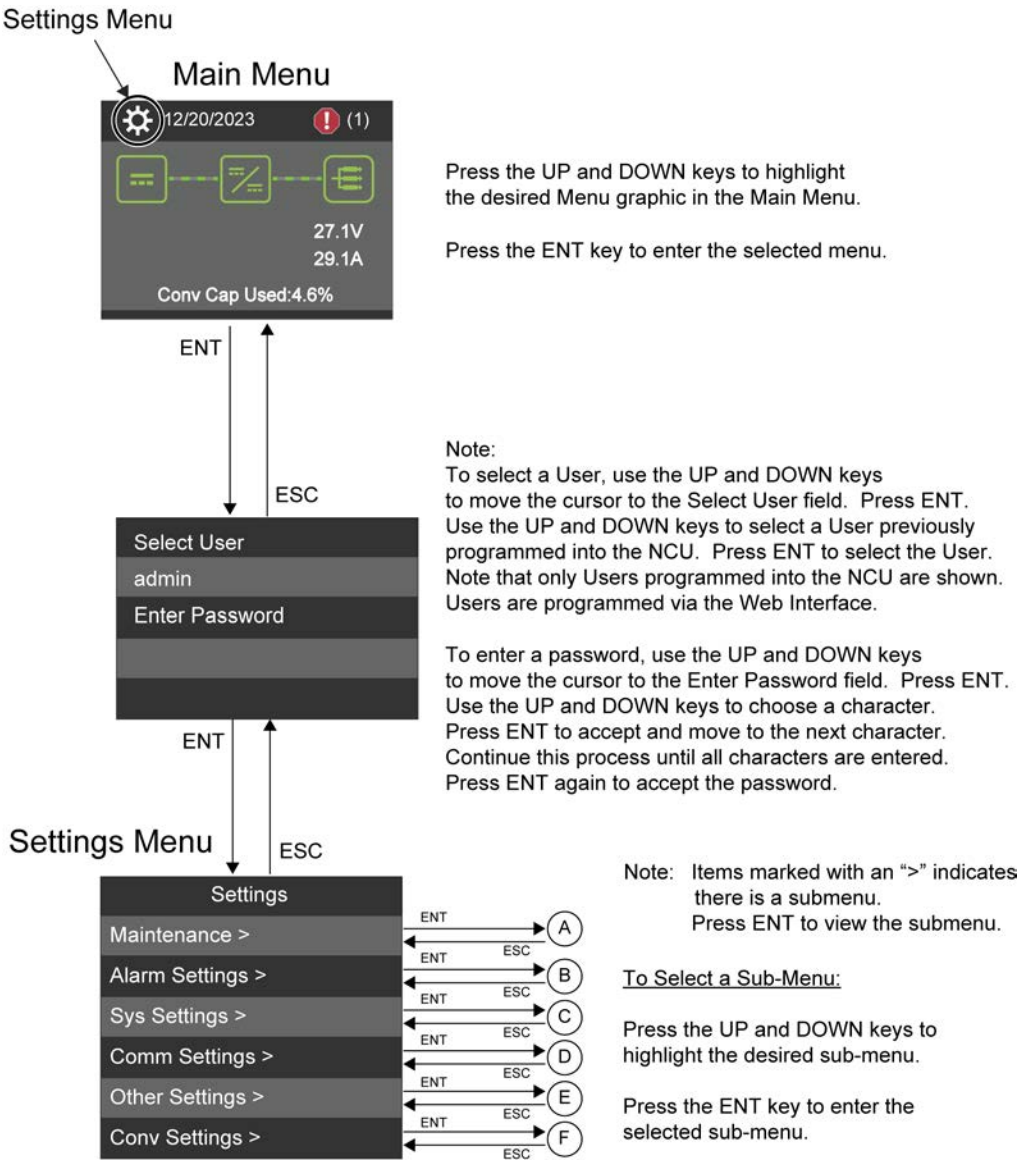 Settings Menu
Main Menu
12/20/2023
! (1)
27.1V
29.1A
Conv Cap Used:4.6%
Press the UP and DOWN keys to highlight
the desired Menu graphic in the Main Menu.
Press the ENT key to enter the selected menu.
ENT
ESC
Select User
admin
Enter Password
Note:
To select a User, use the UP and DOWN keys
to move the cursor to the Select User field. Press ENT.
Use the UP and DOWN keys to select a User previously
programmed into the NCU. Press ENT to select the User.
Note that only Users programmed into the NCU are shown.
Users are programmed via the Web Interface.
To enter a password, use the UP and DOWN keys
to move the cursor to the Enter Password field. Press ENT.
Use the UP and DOWN keys to choose a character.
Press ENT to accept and move to the next character.
Continue this process until all characters are entered.
Press ENT again to accept the password.
ENT
ESC
Settings Menu
Settings
Maintenance >
ENT
ESC
A
Alarm Settings >
ENT
ESC
B
Sys Settings >
ENT
ESC
C
Comm Settings >
ENT
ESC
D
Other Settings >
ENT
ESC
E
Conv Settings >
ENT
ESC
F
Note: Items marked with an “>” indicates
there is a submenu.
Press ENT to view the submenu.
To Select a Sub-Menu:
Press the UP and DOWN keys to
highlight the desired sub-menu.
Press the ENT key to enter the
selected sub-menu.